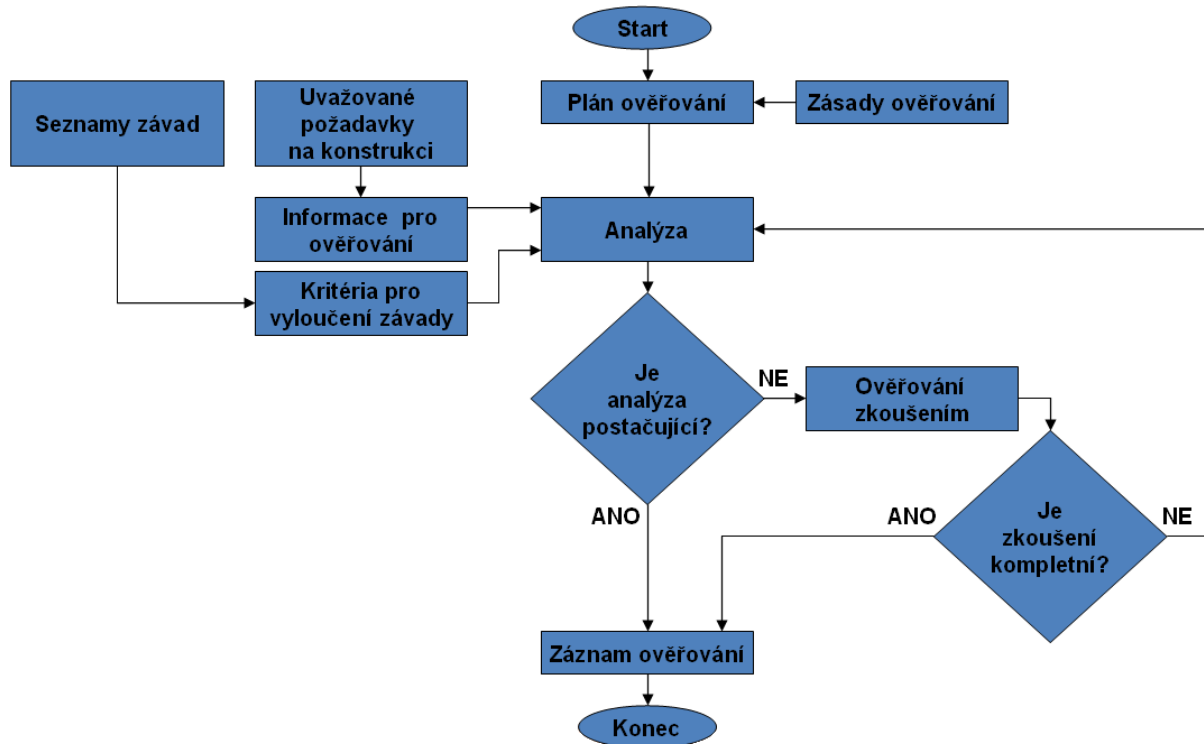 Start
Plán ověřování
Zásady ověřování
Seznamy závad
Uvažované
požadavky
na konstrukci
Informace pro
ověřování
Analýza
Kritéria pro
vyloučení závady
Je
analýza
postačující?
NE
Ověřování
zkoušením
ANO
ANO
Je
zkoušení
kompletní?
NE
Záznam ověřování
Konec